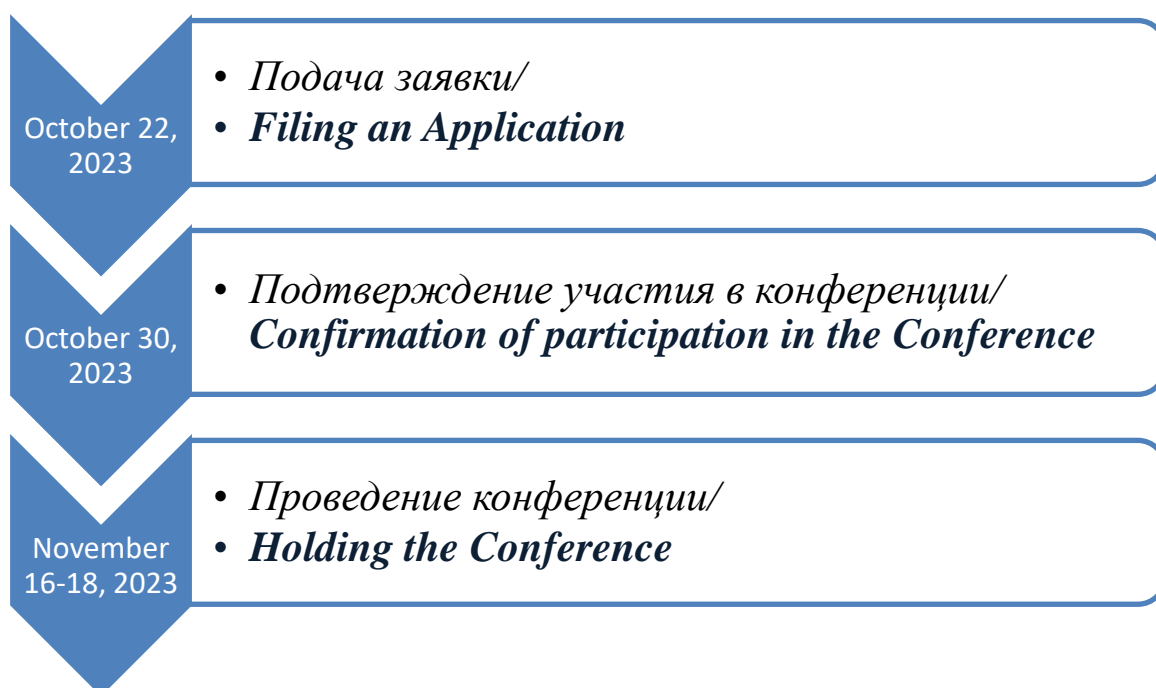 October 22,
2023
• Подача заявки/
• Filing an Application
October 30,
2023
• Подтверждение участия в конференции/
Confirmation of participation in the Conference
November
16-18, 2023
• Проведение конференции/
• Holding the Conference